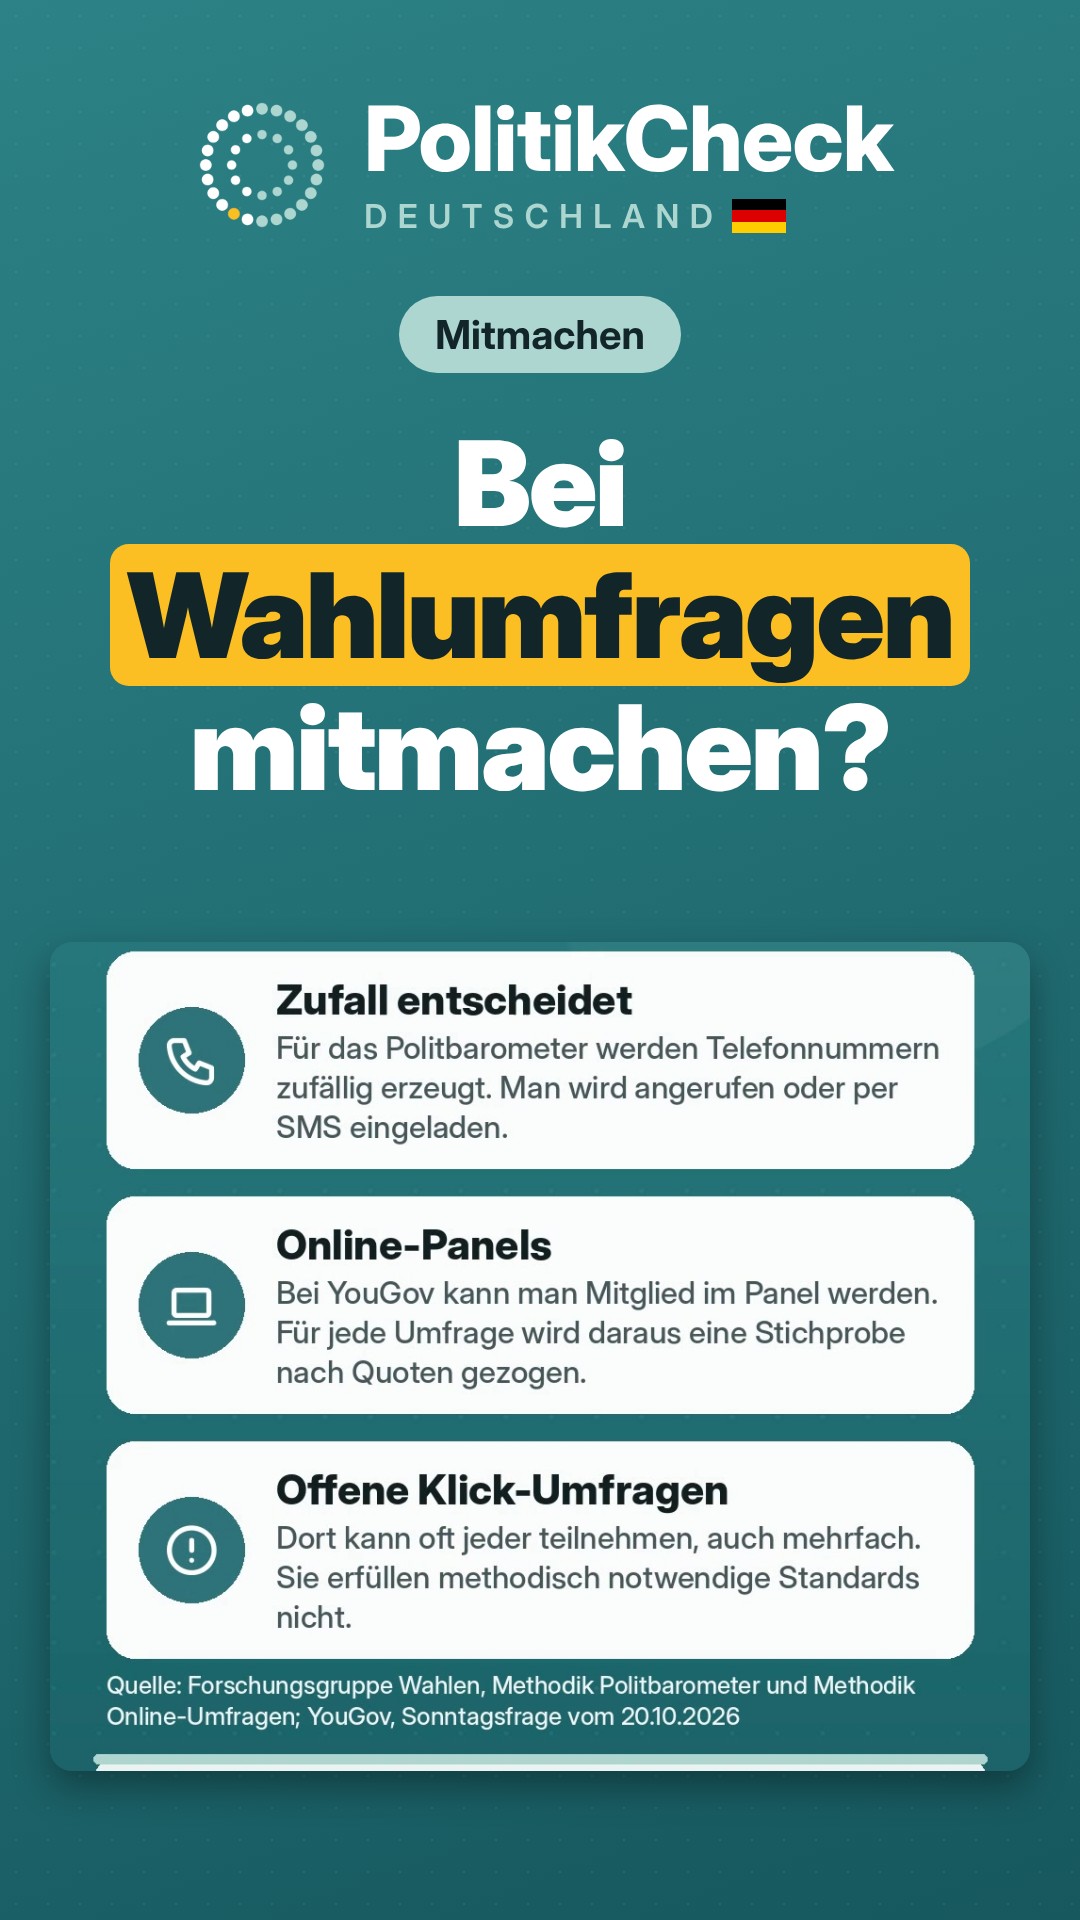 PolitikCheck
DEUTSCHLAND
Mitmachen
Bei
Wahlumfragen
mitmachen?
Zufall entscheidet
Für das Politbarometer werden Telefonnummern
zufällig erzeugt. Man wird angerufen oder per
SMS eingeladen.
Online-Panels
Bei YouGov kann man Mitglied im Panel werden.
Für jede Umfrage wird daraus eine Stichprobe
nach Quoten gezogen.
Offene Klick-Umfragen
Dort kann oft jeder teilnehmen, auch mehrfach.
Sie erfüllen methodisch notwendige Standards
nicht.
Quelle: Forschungsgruppe Wahlen, Methodik Politbarometer und Methodik
Online-Umfragen; YouGov, Sonntagsfrage vom 20.10.2026